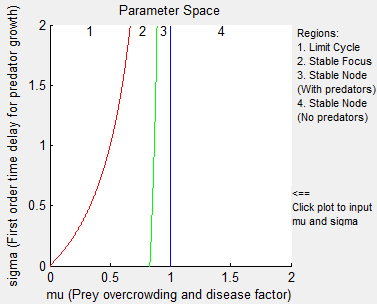 Parameter Space
sigma (First order time delay for predator growth)
2
1.5
1
0.5
0
1
2
3
4
0
0.5
1
1.5
2
mu (Prey overcrowding and disease factor)
Regions:
1. Limit Cycle
2. Stable Focus
3. Stable Node
(With predators)
4. Stable Node
(No predators)
<==
Click plot to input
mu and sigma